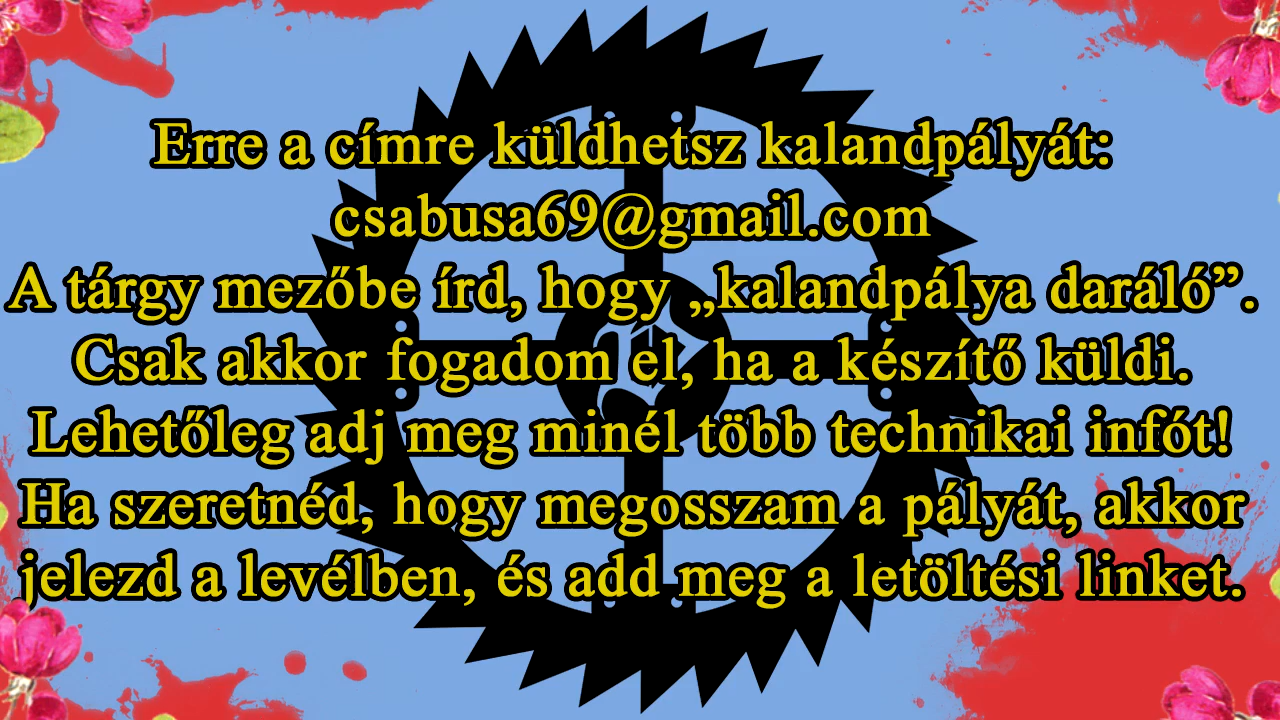 Erre a címre küldhetsz kalandpályát:
csabusa69@gmail.com
A tárgy mezőbe írd, hogy „kalandpálya daráló”.
Csak akkor fogadom el, ha a készítő küldi.
Lehetőleg adj meg minél több technikai infót!
Ha szeretnéd, hogy megosszam a pályát, akkor
jelezd a levélben, és add meg a letöltési linket.